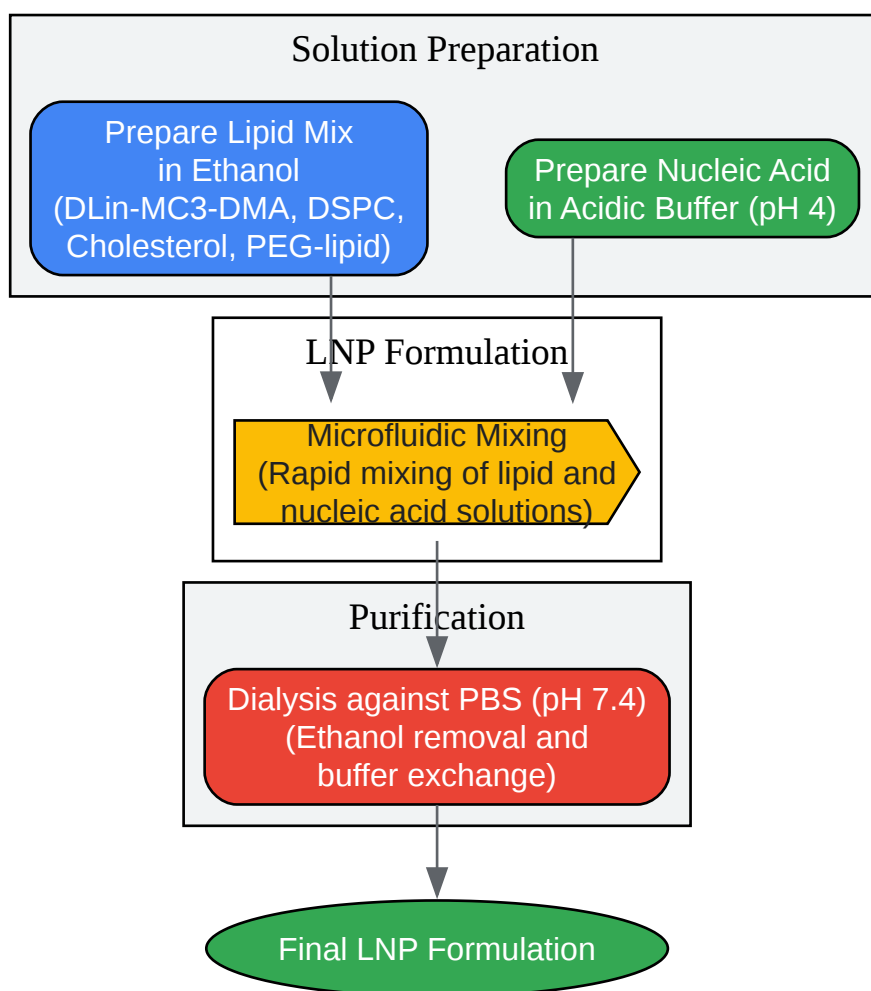 Solution Preparation
Prepare Lipid Mix
in Ethanol
(DLin-MC3-DMA, DSPC,
Cholesterol, PEG-lipid)
Prepare Nucleic Acid
in Acidic Buffer (pH 4)
LNP Formulation
Microfluidic Mixing
(Rapid mixing of lipid and
nucleic acid solutions)
Purification
Dialysis against PBS (pH 7.4)
(Ethanol removal and
buffer exchange)
Final LNP Formulation